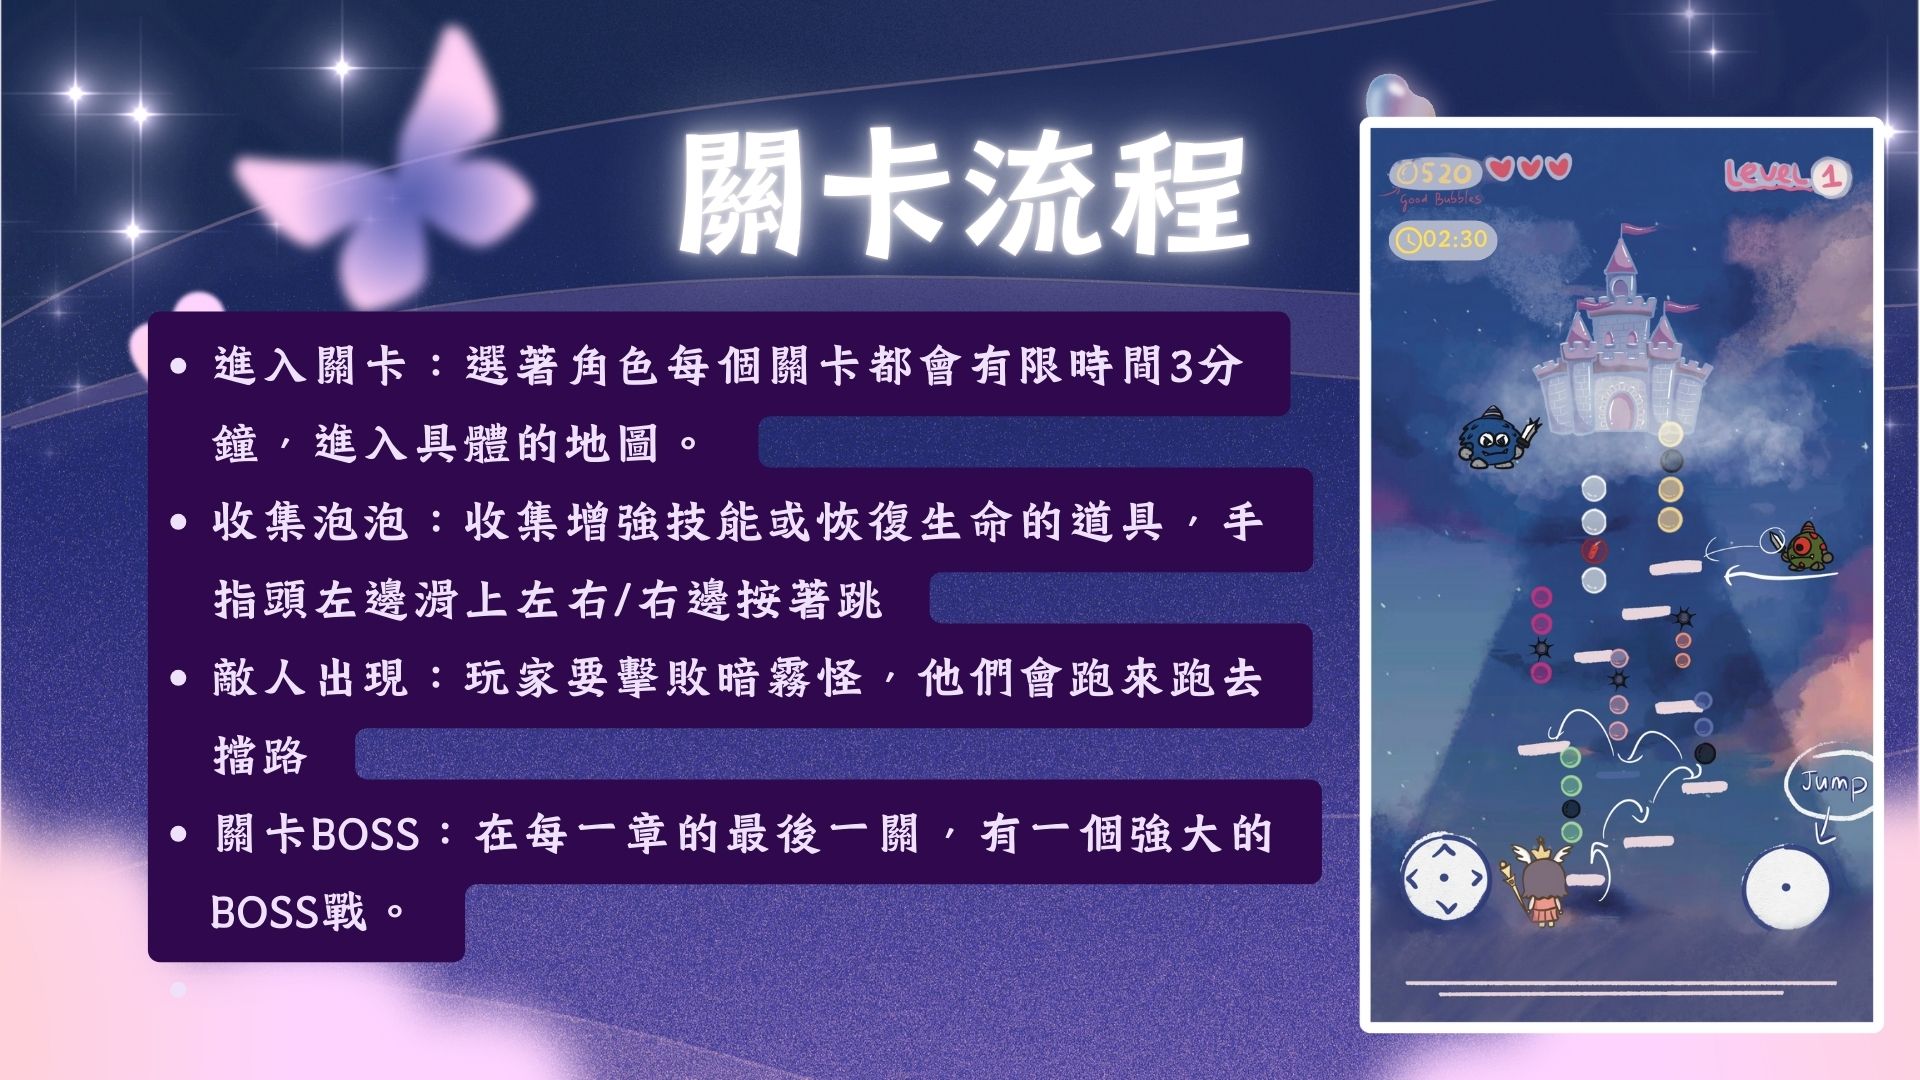 關卡流程
進入關卡：選著角色每個關卡都會有限時間3分
鐘，進入具體的地圖。
收集泡泡：收集增強技能或恢復生命的道具，手
指頭左邊滑上左右/右邊按著跳
敵人出現：玩家要擊敗暗霧怪，他們會跑來跑去
擋路
關卡BOSS：在每一章的最後一關，有一個強大的
BOSS戰。
520
Good Bubbles
LEVEL 1
02:30
Jump